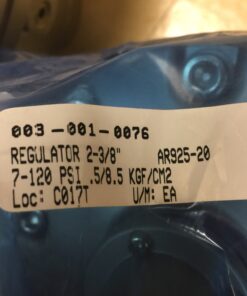 003-001-0076
REGULATOR 2-3/8" AR925-20
7-120 PSI .5/8.5 KGF/CM2
Loc: C017T U/M: EA